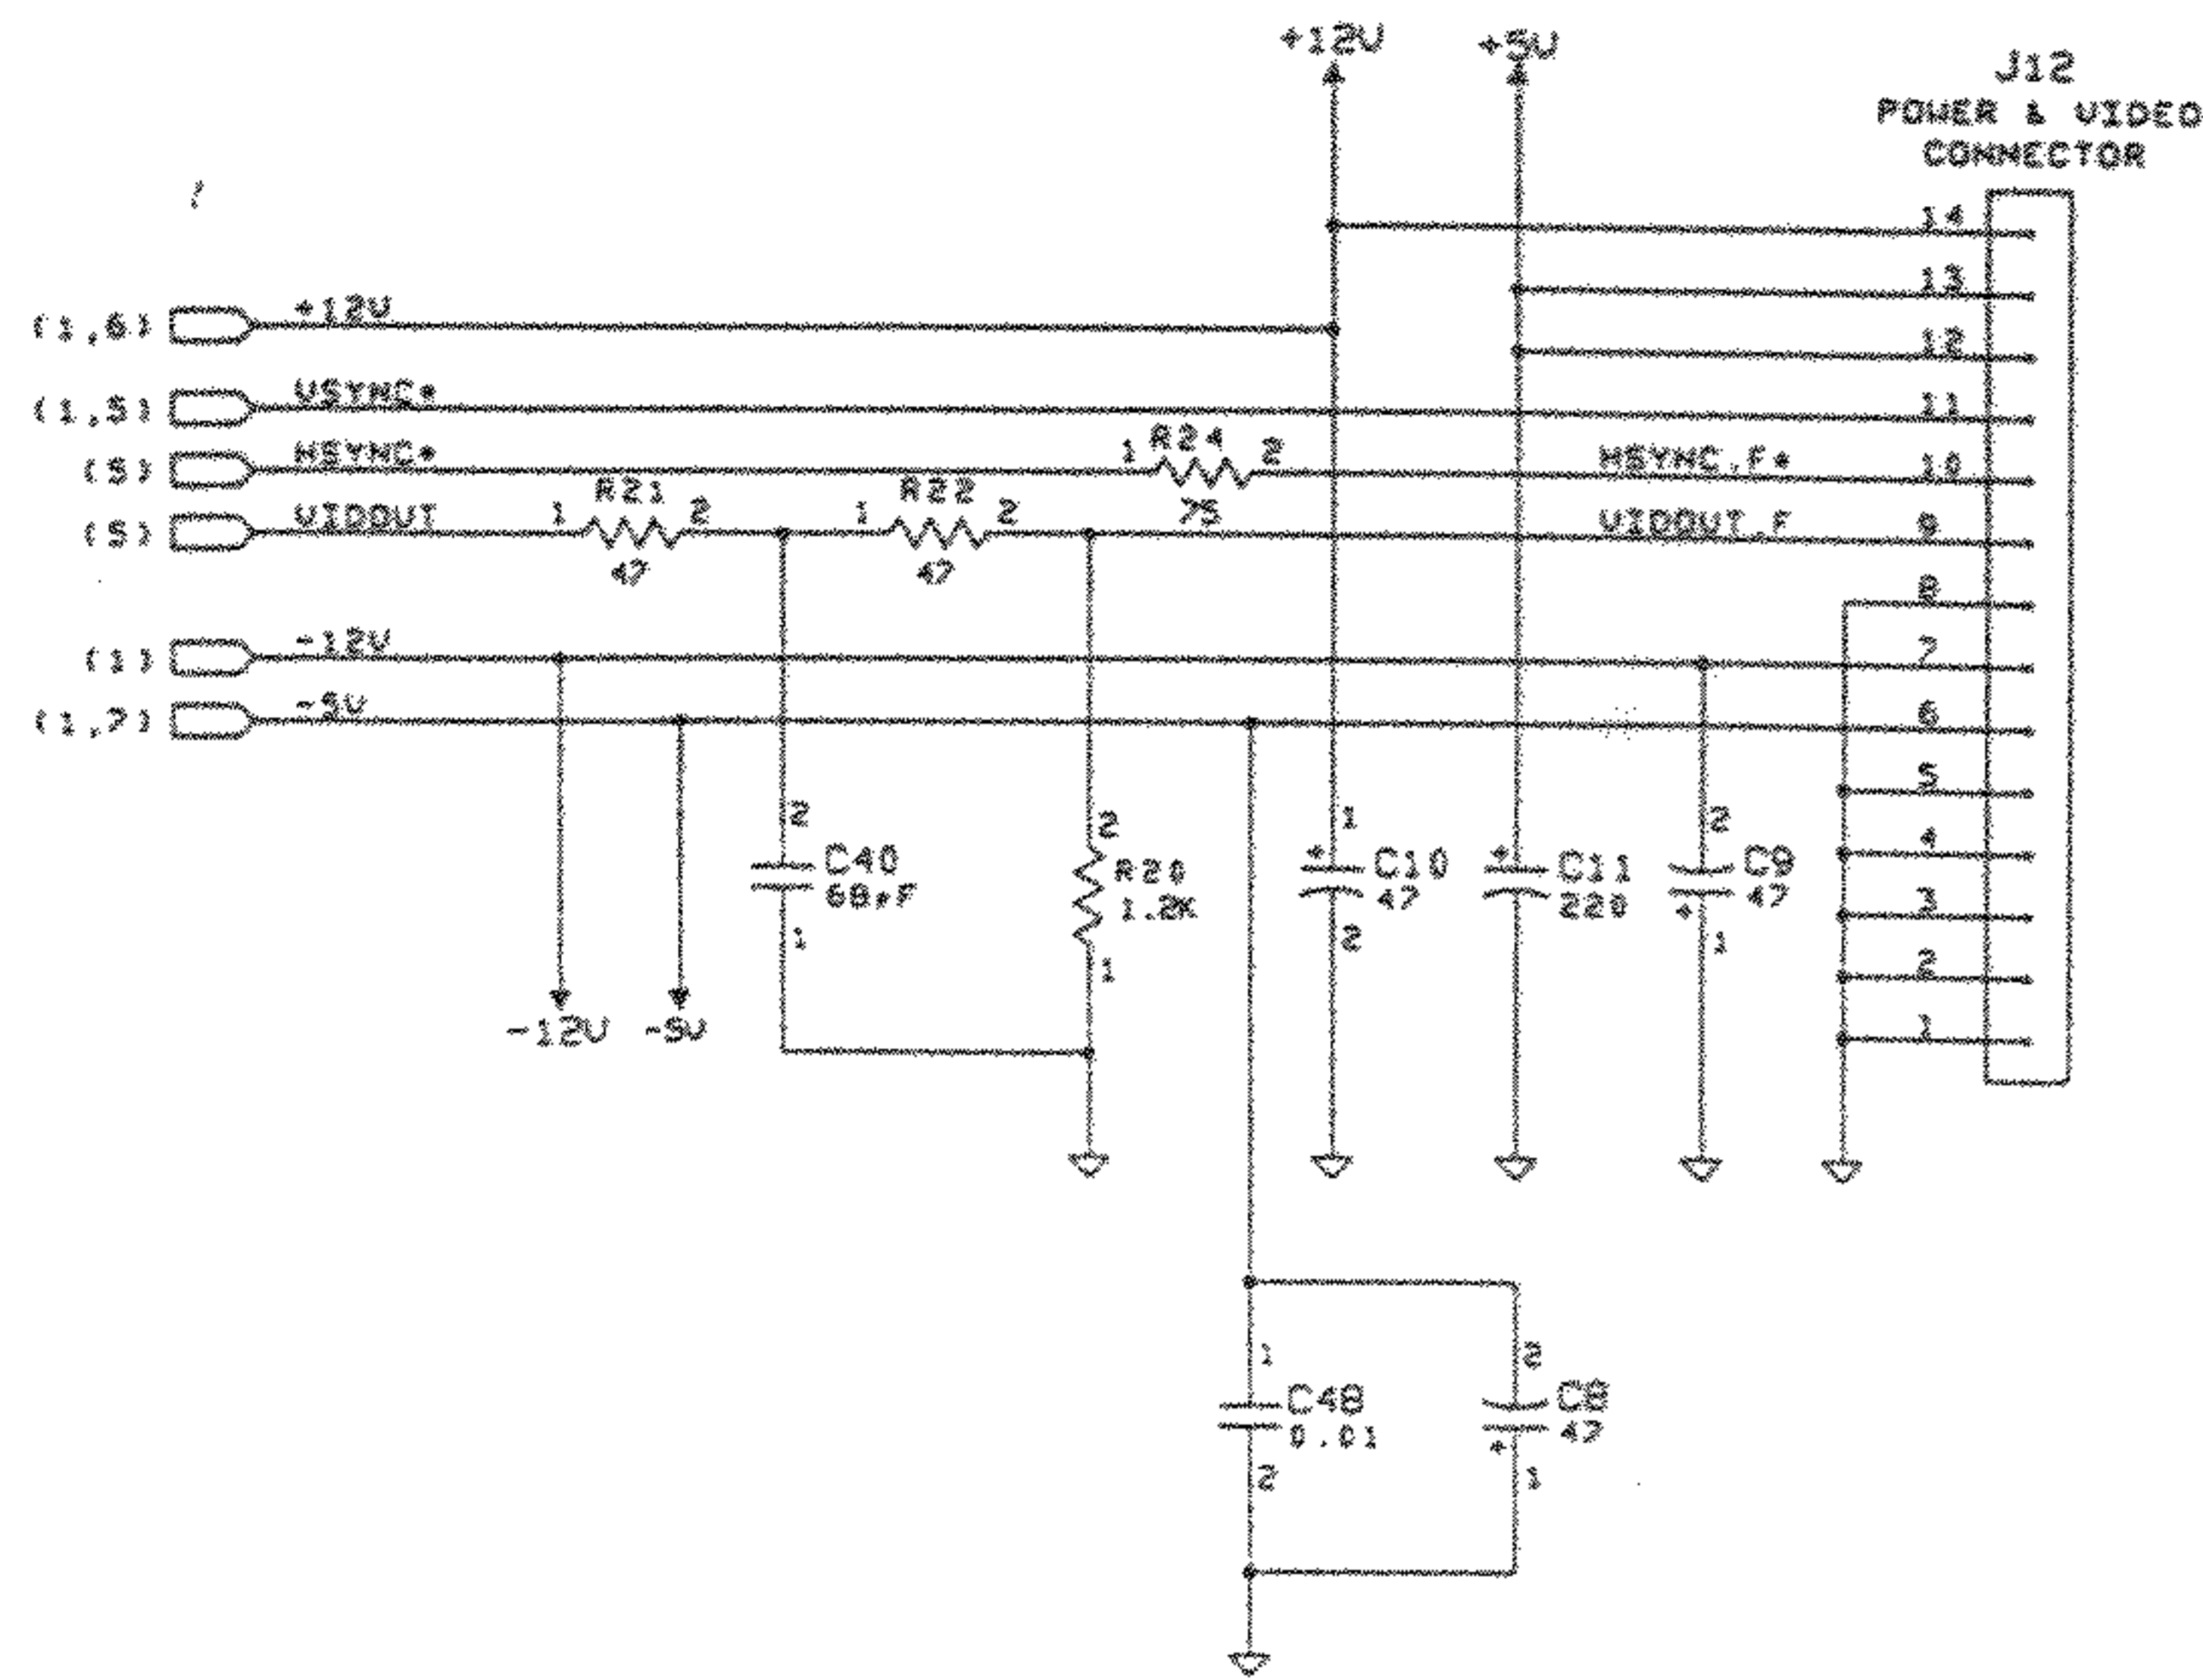 +12V
+5V
J12
POWER & VIDEO
CONNECTOR
14
13
(1,6) +12V
12
(1,5) VSYNC*
11
(5) HSYNC*
1 R24 2
75
HSYNC.F*
10
(5) VIDOUT
1 R21 2
47
1 R22 2
47
VIDOUT.F
9
8
(1) -12V
7
(1,7) -5V
6
5
4
3
2
1
2
C40
68pF
1
2
R20
1.2K
1
1
+
C10
47
2
+
C11
220
2
C9
47
+
1
-12V
-5V
1
C48
0.01
2
2
C8
47
+
1